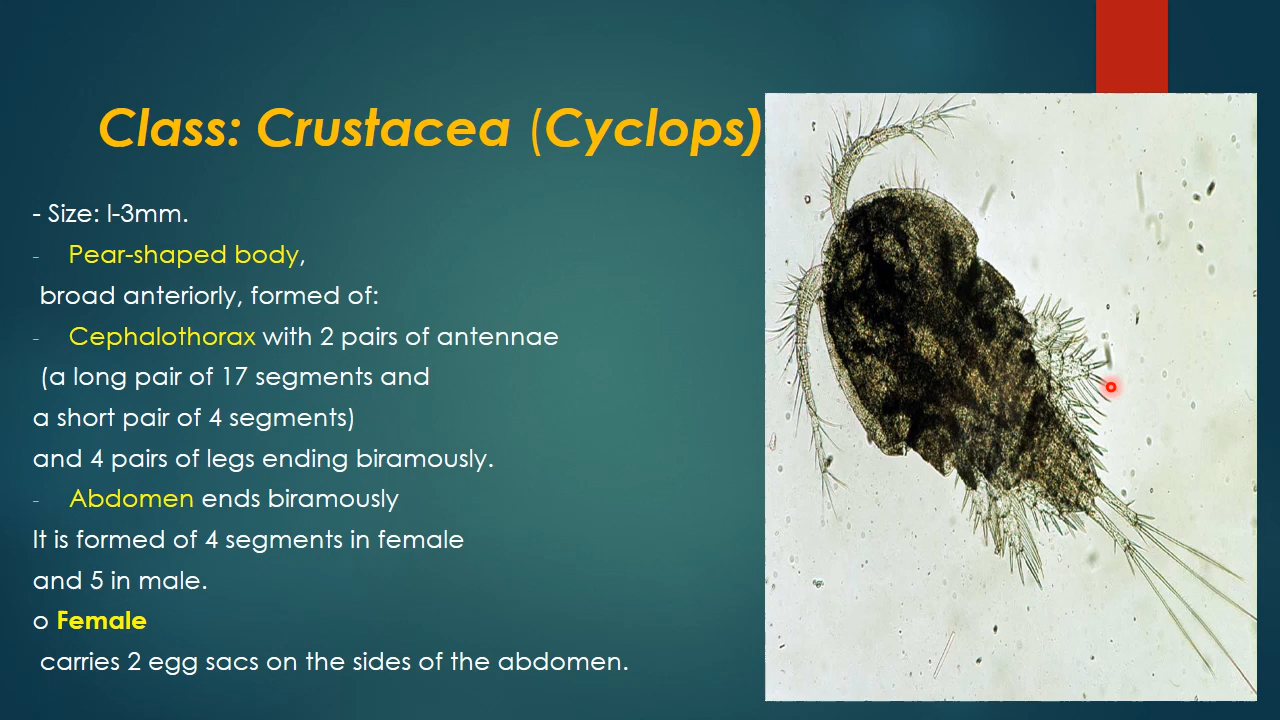 Class: Crustacea (Cyclops)
- Size: l-3mm.
- Pear-shaped body,
broad anteriorly, formed of:
- Cephalothorax with 2 pairs of antennae
(a long pair of 17 segments and
a short pair of 4 segments)
and 4 pairs of legs ending biramously.
- Abdomen ends biramously
It is formed of 4 segments in female
and 5 in male.
o Female
carries 2 egg sacs on the sides of the abdomen.